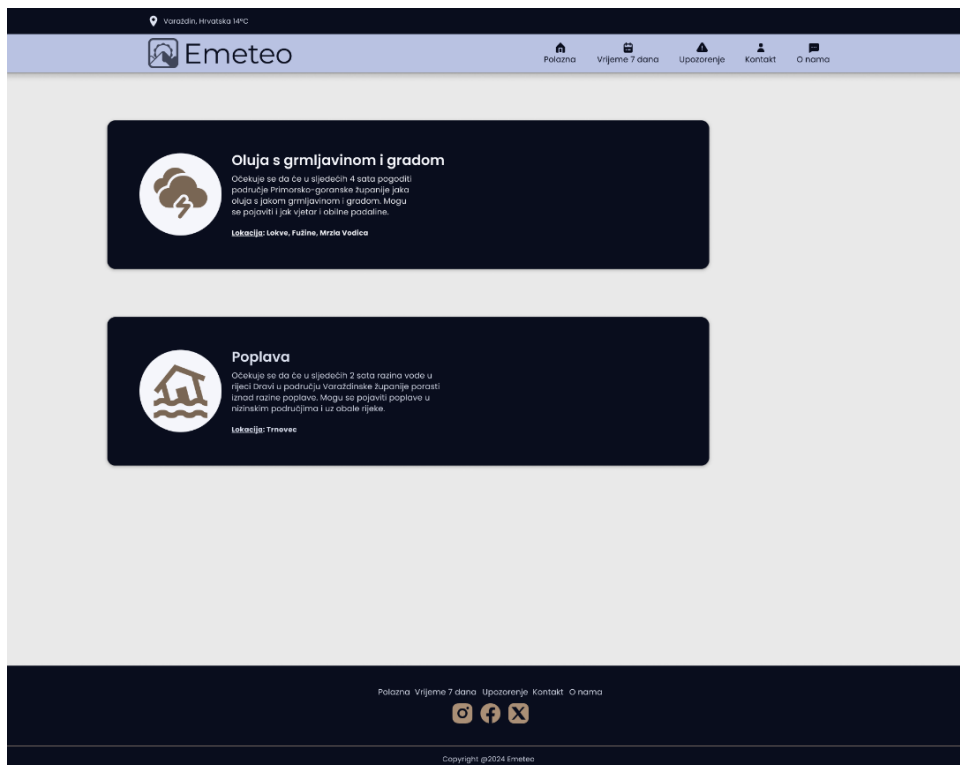 Varaždin, Hrvatska 14°C
Emeteo
Polazna Vrijeme 7 dana Upozorenje Kontakt O nama
Oluja s grmljavinom i gradom
Očekuje se da će u sljedećih 4 sata pogoditi
područje Primorsko-goranske županije jaka
oluja s jakom grmljavinom i gradom. Mogu
se pojaviti i jak vjetar i obilne padaline.
Lokacija: Lokve, Fužine, Mrzla Vodica
Poplava
Očekuje se da će u sljedećih 2 sata razina vode u
rijeci Dravi u području Varaždinske županije porasti
iznad razine poplave. Mogu se pojaviti poplave u
nizinskim područjima i uz obale rijeke.
Lokacija: Trnovec
Polazna Vrijeme 7 dana Upozorenje Kontakt O nama
Copyright @2024 Emeteo